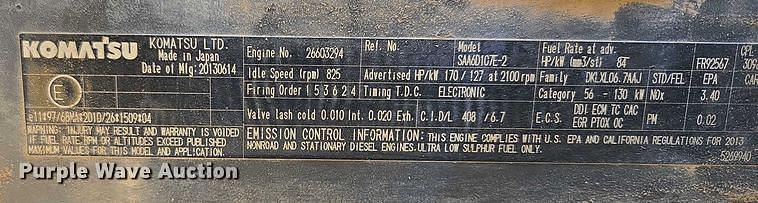 KOMATSU KOMATSU LTD.
Made in Japan
Date of Mfg. 20130614
Engine No. 26603294 Ref. No. Model SAA6D107E-2 Fuel Rate at adv. HP/kW (mm3/st) 84 FR92567 CPL
Idle Speed (rpm) 825 Advertised HP/kW 170 / 127 at 2100 rpm Family DKLXL06.7AAJ STD/FEL EPA
Firing Order 1 5 3 6 2 4 Timing T.D.C. ELECTRONIC Category 56 - 130 kW NOx 3.40
Valve lash cold 0.010 Int. 0.020 Exh. C.I.D/L 408 / 6.7 E.C.S. DDI ECM TC CAC EGR PTOX OC PM 0.02
E
e11*97/68MA*2010/26*1509*04
WARNING: INJURY MAY RESULT AND WARRANTY IS VOIDED
IF FUEL RATE,RPM OR ALTITUDES EXCEED PUBLISHED
MAXIMUM VALUES FOR THIS MODEL AND APPLICATION.
EMISSION CONTROL INFORMATION: THIS ENGINE COMPLIES WITH U.S. EPA AND CALIFORNIA REGULATIONS FOR 2013
NONROAD AND STATIONARY DIESEL ENGINES.ULTRA LOW SULPHUR FUEL ONLY.
5269940
Purple Wave Auction